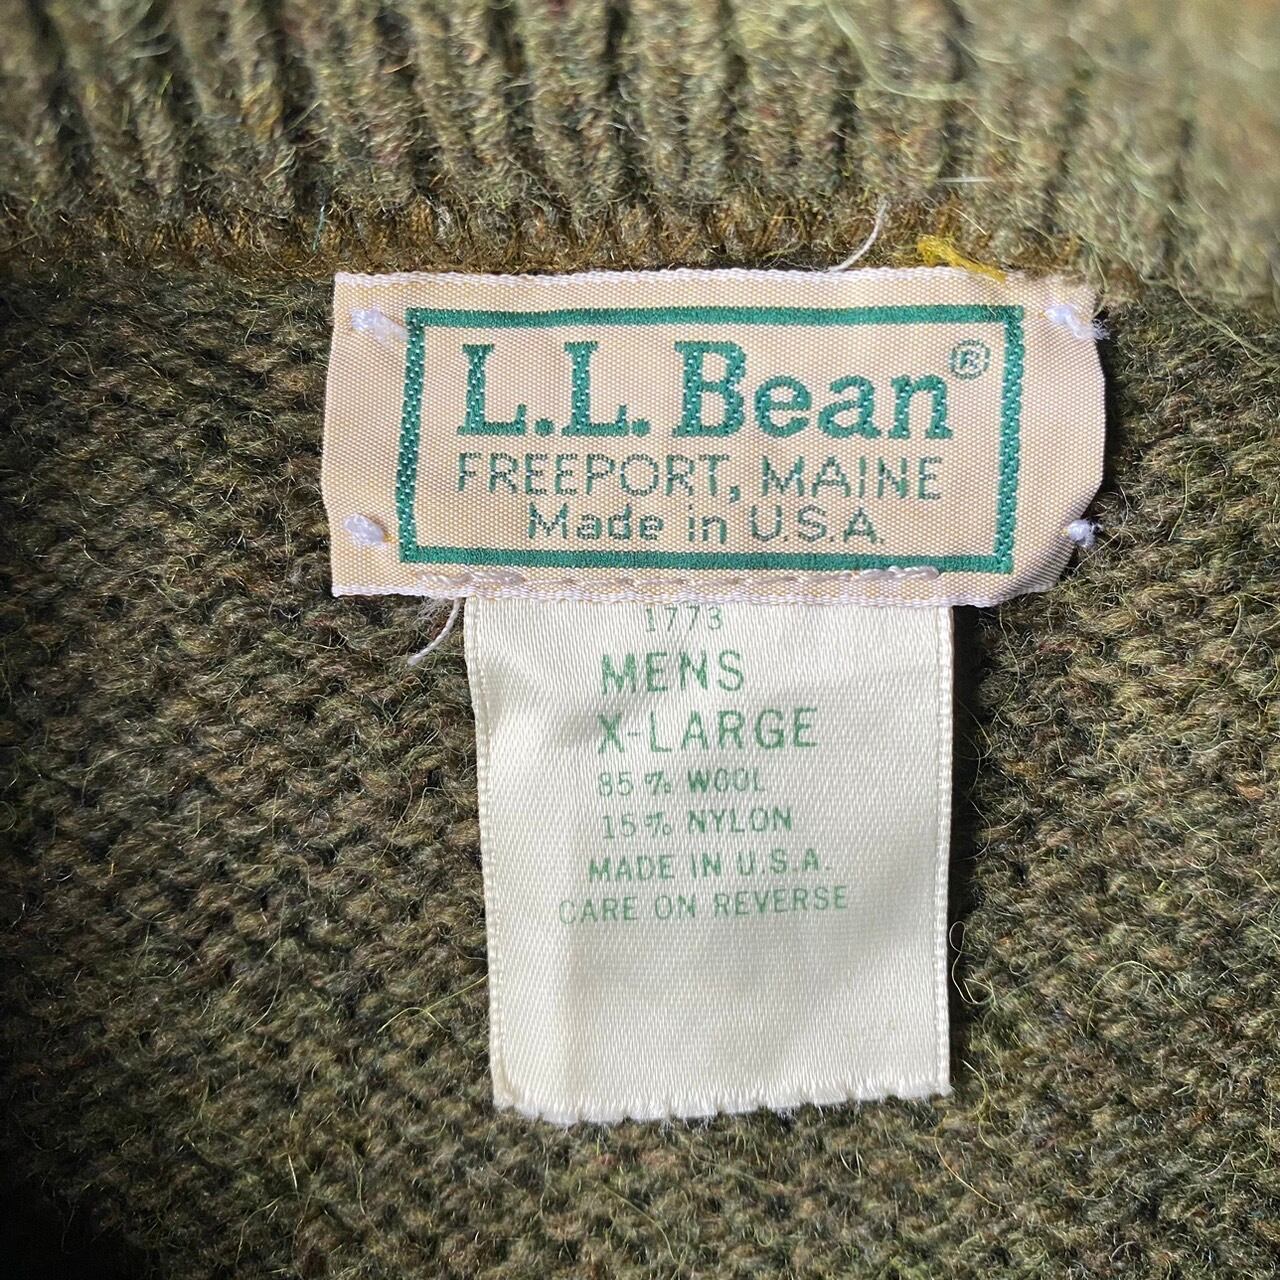 L.L.Bean®
FREEPORT, MAINE
Made in U.S.A.
1773
MENS
X-LARGE
85% WOOL
15% NYLON
MADE IN U.S.A.
CARE ON REVERSE